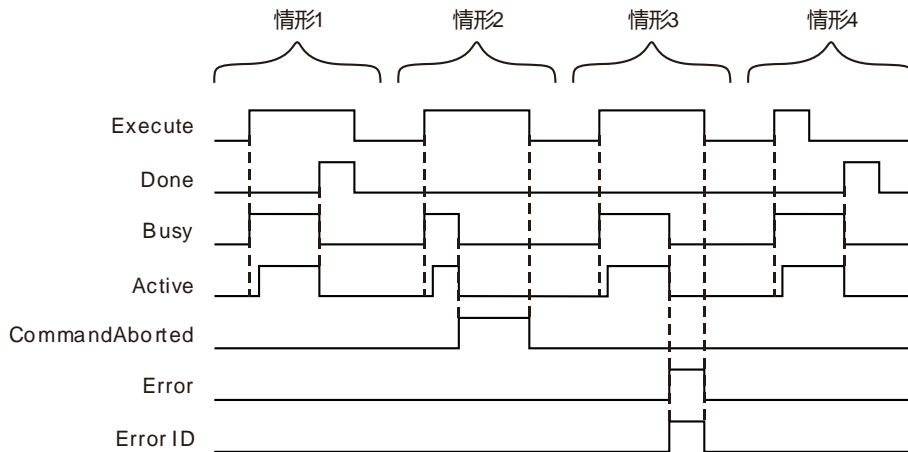 情形1 情形2 情形3 情形4
Execute
Done
Busy
Active
CommandAborted
Error
Error ID